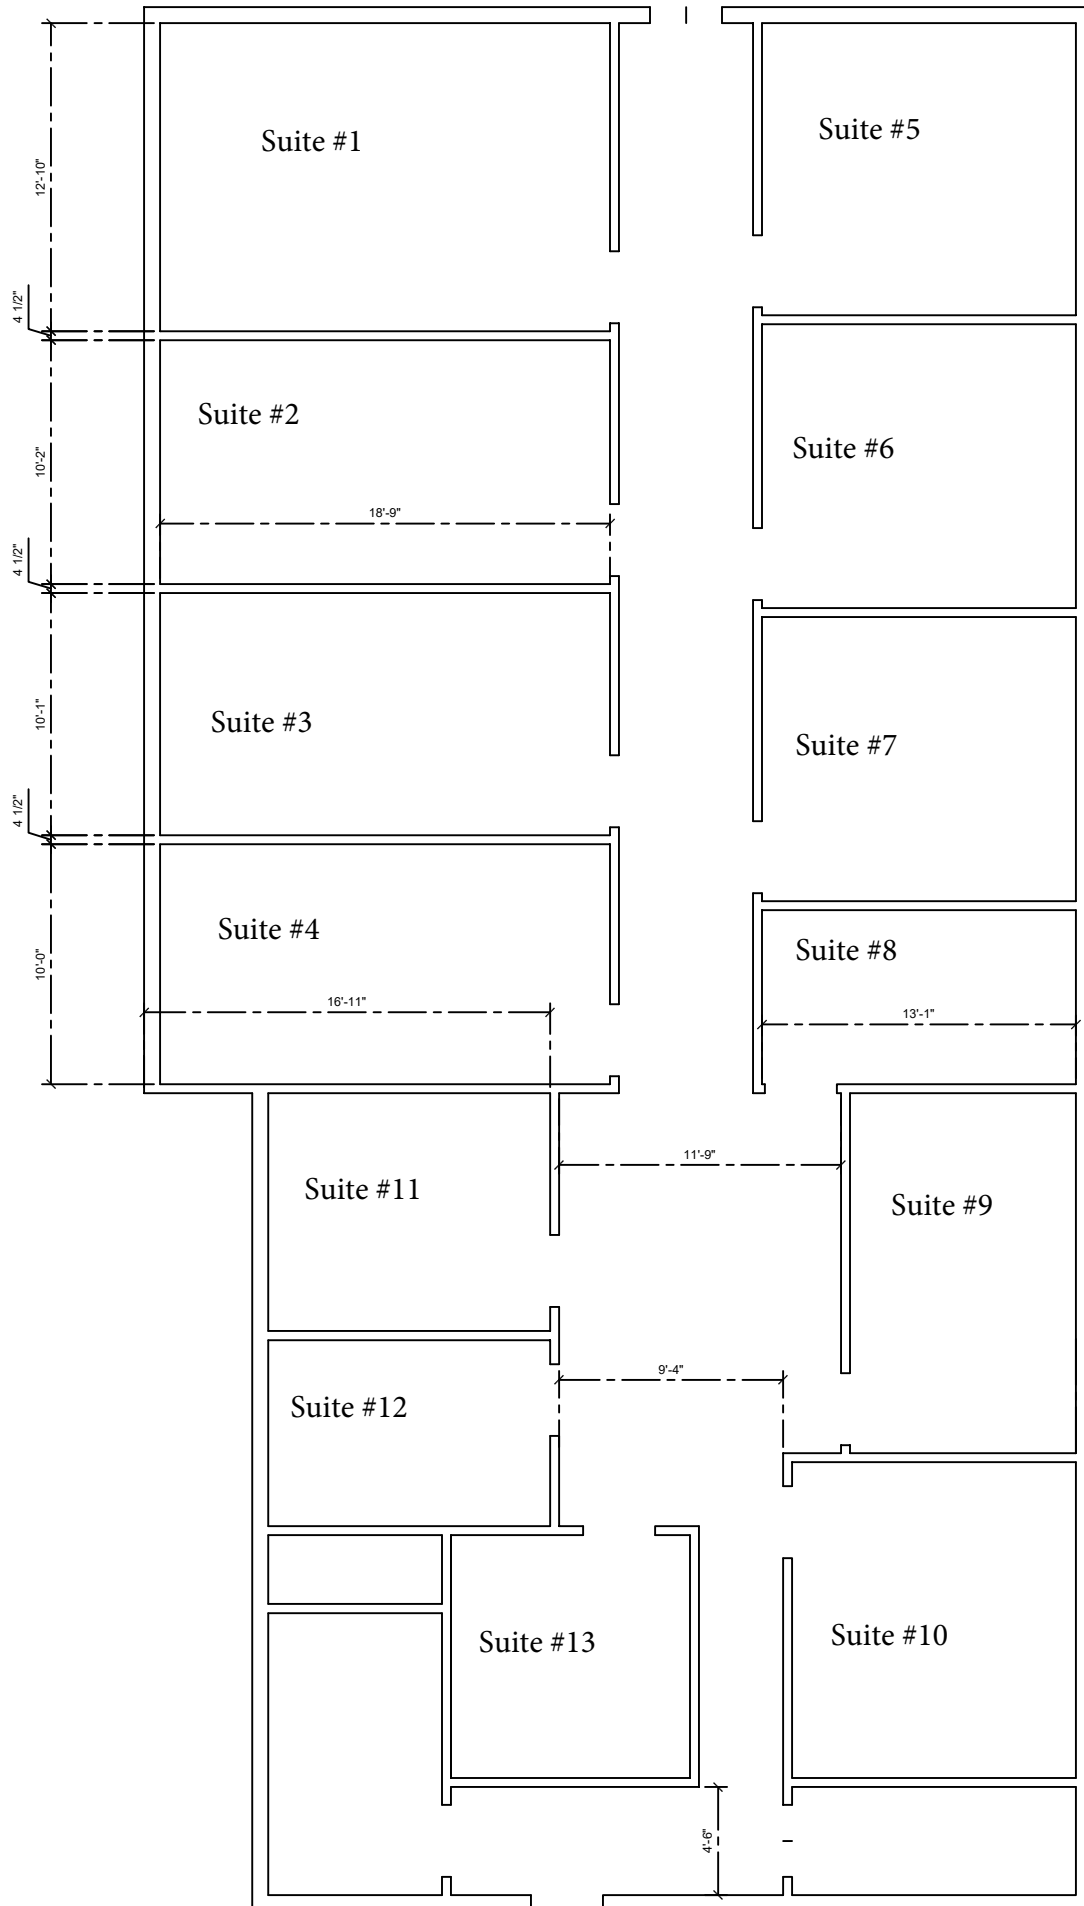 Suite #1
Suite #5
12'-10"
4 1/2"
Suite #2
Suite #6
10'-2"
18'-9"
4 1/2"
Suite #3
Suite #7
10'-1"
4 1/2"
Suite #4
Suite #8
10'-0"
16'-11"
13'-1"
11'-9"
Suite #11
Suite #9
9'-4"
Suite #12
Suite #13
Suite #10
4'-6"